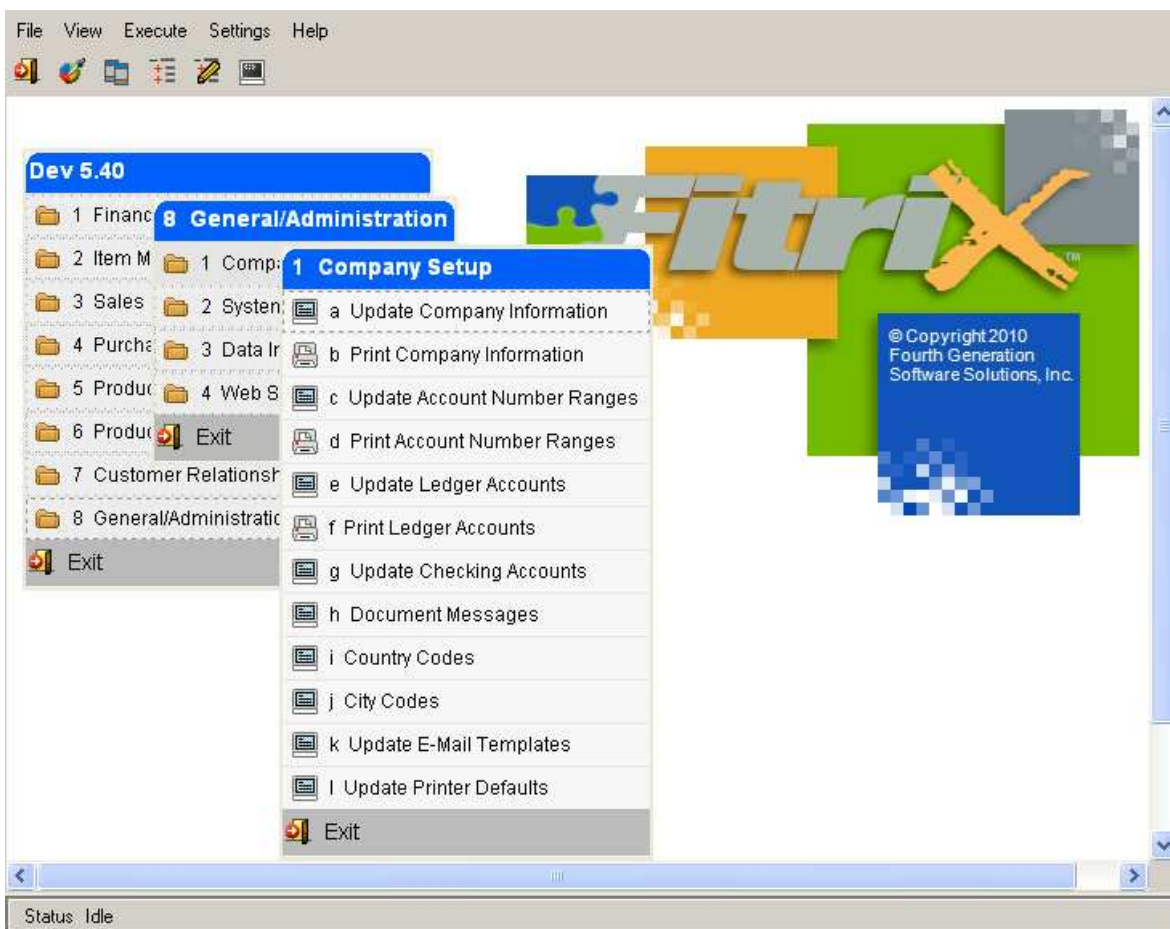 File View Execute Settings Help
Dev 5.40
1 Financ
2 Item M
3 Sales
4 Purcha
5 Produc
6 Produc
7 Customer Relationsh
8 General/Administratio
Exit
8 General/Administration
1 Compa
2 System
3 Data In
4 Web S
Exit
1 Company Setup
a Update Company Information
b Print Company Information
c Update Account Number Ranges
d Print Account Number Ranges
e Update Ledger Accounts
f Print Ledger Accounts
g Update Checking Accounts
h Document Messages
i Country Codes
j City Codes
k Update E-Mail Templates
l Update Printer Defaults
Exit
FitriX TM
© Copyright 2010
Fourth Generation
Software Solutions, Inc.
Status Idle